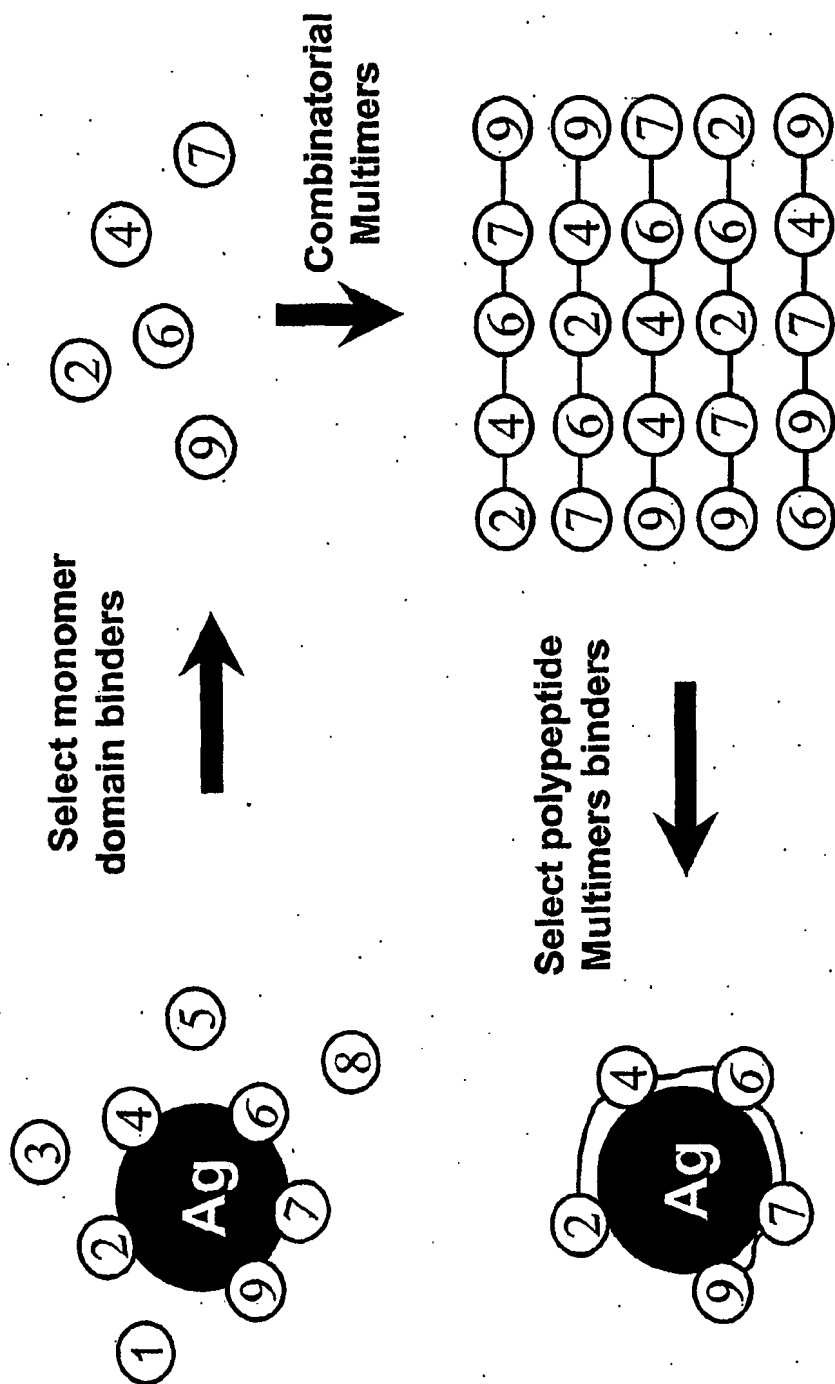 3
2
4
1
5
Ag
9
6
7
8
Select monomer
domain binders
2
4
6
9 7
Combinatorial
Multimers
2 4 6 7 9
7 6 2 4 9
9 4 4 6 7
9 7 2 6 2
6 9 7 4 9
Select polypeptide
Multimers binders
2
4
Ag
9
6
7